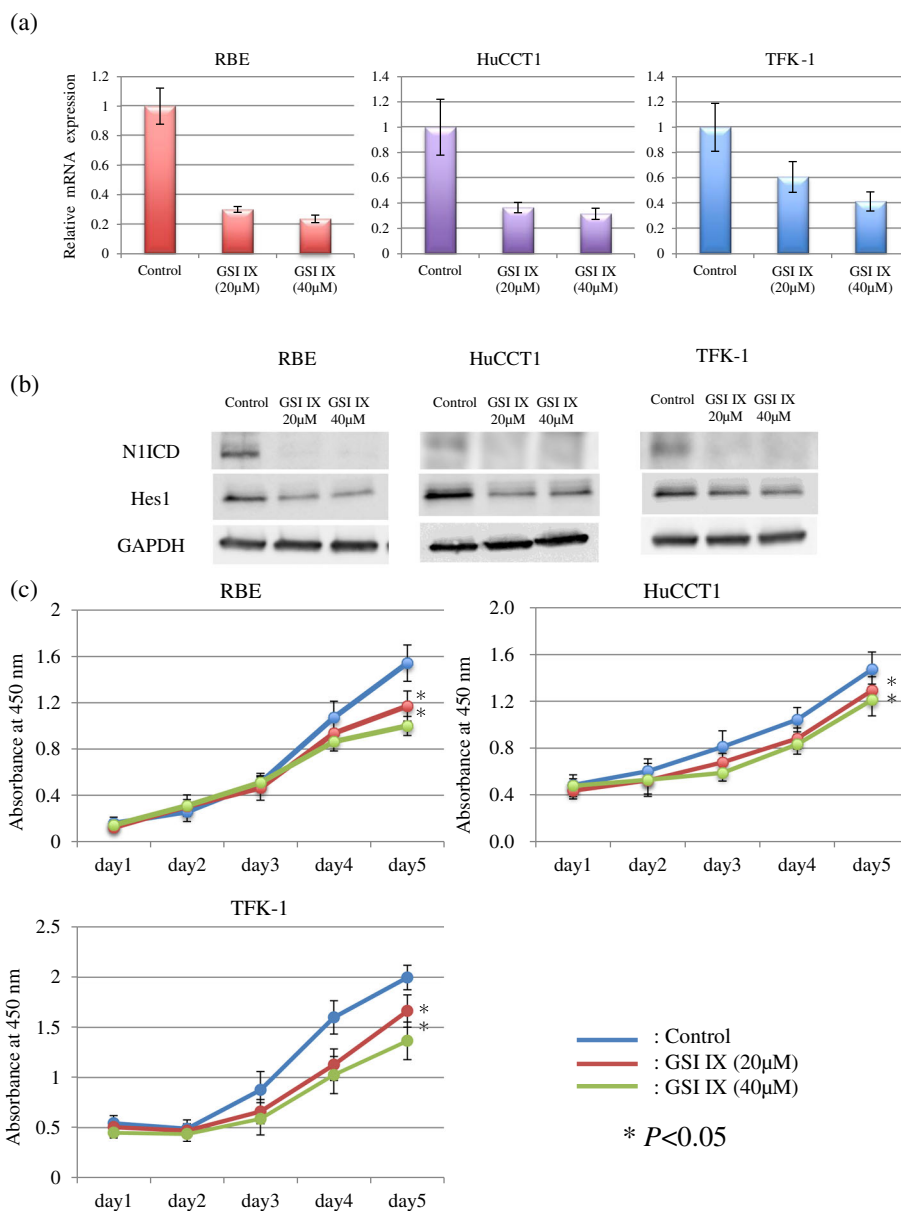 (a)
RBE
HuCCT1
TFK-1
Relative mRNA expression
1.2
1
0.8
0.6
0.4
0.2
0
1.4
1.2
1
0.8
0.6
0.4
0.2
0
1.4
1.2
1
0.8
0.6
0.4
0.2
0
Control
GSI IX
(20μM)
GSI IX
(40μM)
Control
GSI IX
(20μM)
GSI IX
(40μM)
Control
GSI IX
(20μM)
GSI IX
(40μM)
(b)
RBE
HuCCT1
TFK-1
Control
GSI IX
20μM
GSI IX
40μM
Control
GSI IX
20μM
GSI IX
40μM
Control
GSI IX
20μM
GSI IX
40μM
N1ICD
Hes1
GAPDH
(c)
RBE
Absorbance at 450 nm
2
1.6
1.2
0.8
0.4
0
*
*
day1 day2 day3 day4 day5
HuCCT1
Absorbance at 450 nm
2.0
1.6
1.2
0.8
0.4
0.0
*
*
day1 day2 day3 day4 day5
TFK-1
Absorbance at 450 nm
2.5
2
1.5
1
0.5
0
*
*
day1 day2 day3 day4 day5
: Control
: GSI IX (20μM)
: GSI IX (40μM)
* P<0.05